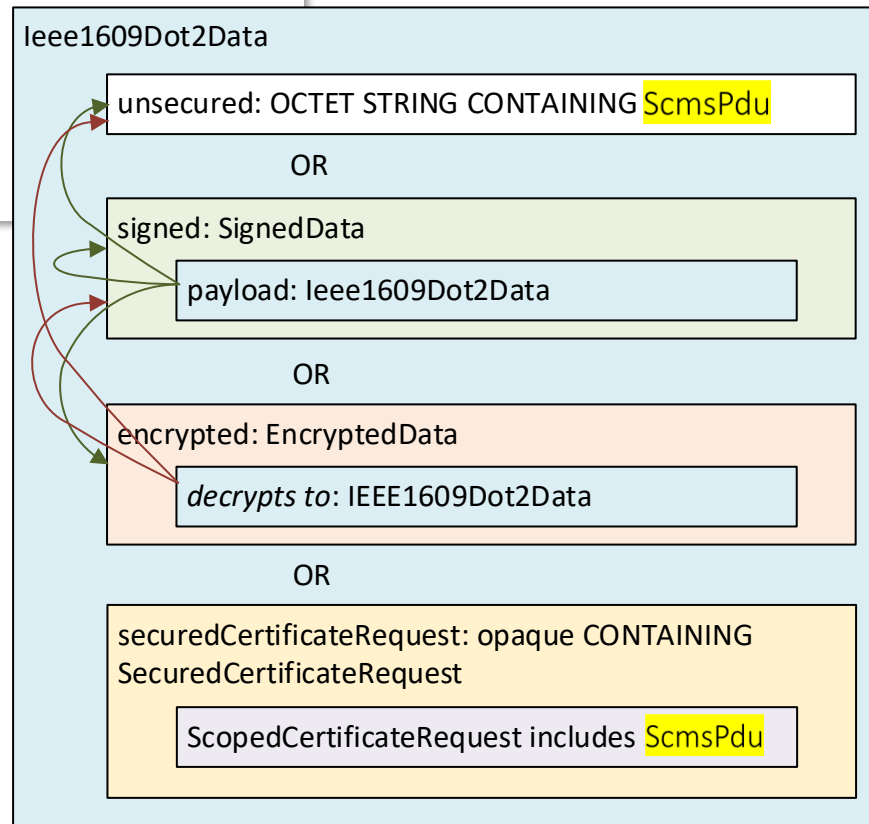 Ieee1609Dot2Data
unsecured: OCTET STRING CONTAINING ScmsPdu
OR
signed: SignedData
payload: Ieee1609Dot2Data
OR
encrypted: EncryptedData
decrypts to: IEEE1609Dot2Data
OR
securedCertificateRequest: opaque CONTAINING
SecuredCertificateRequest
ScopedCertificateRequest includes ScmsPdu